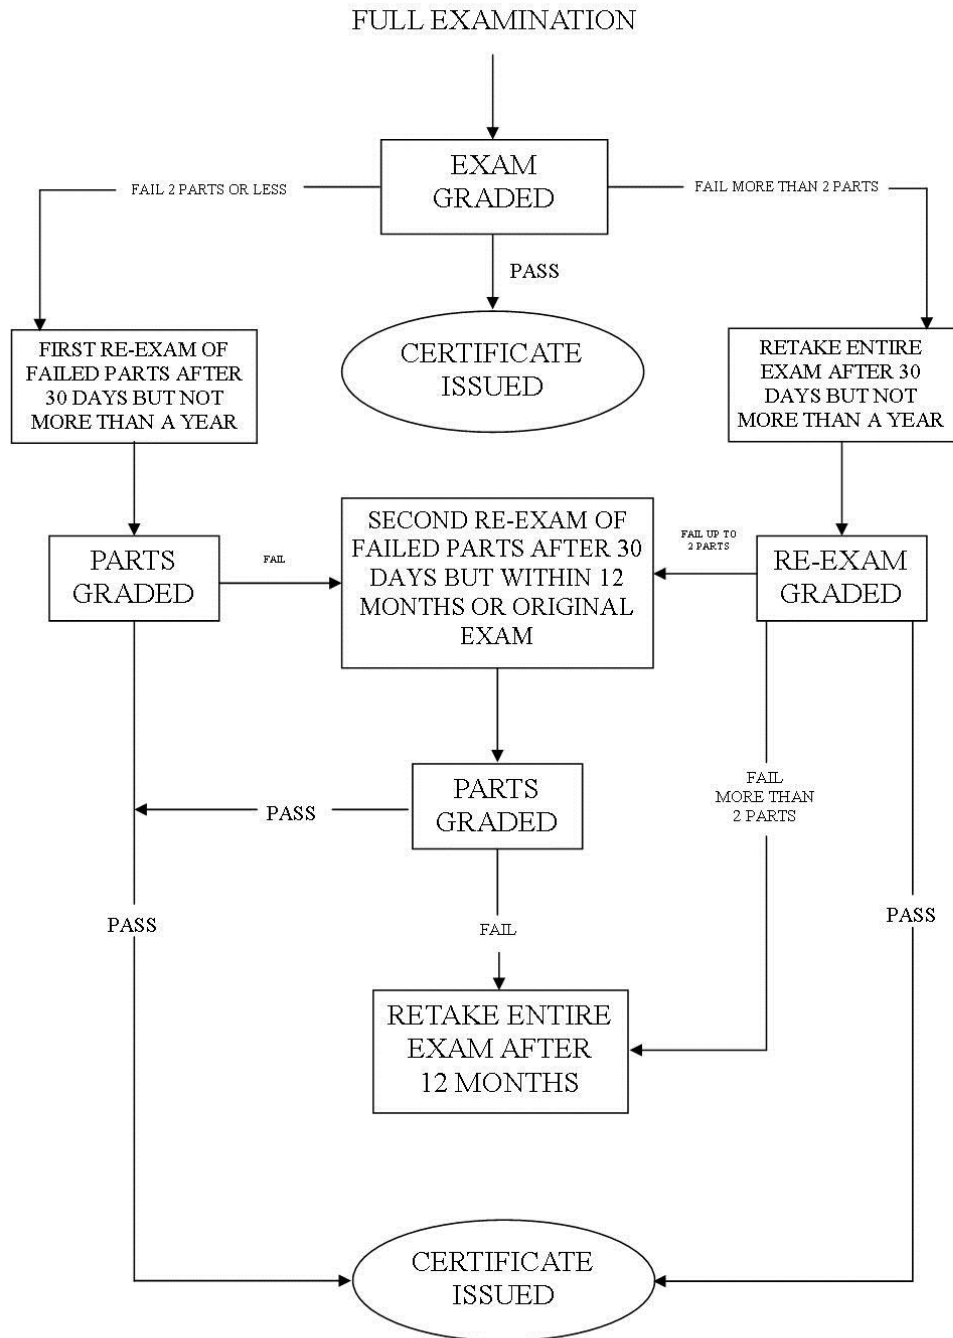 FULL EXAMINATION
EXAM
GRADED
FAIL 2 PARTS OR LESS
FAIL MORE THAN 2 PARTS
PASS
CERTIFICATE
ISSUED
FIRST RE-EXAM OF
FAILED PARTS AFTER
30 DAYS BUT NOT
MORE THAN A YEAR
RETAKE ENTIRE
EXAM AFTER 30
DAYS BUT NOT
MORE THAN A YEAR
PARTS
GRADED
FAIL
SECOND RE-EXAM OF
FAILED PARTS AFTER 30
DAYS BUT WITHIN 12
MONTHS OR ORIGINAL
EXAM
FAIL UP TO
2 PARTS
RE-EXAM
GRADED
PASS
PARTS
GRADED
FAIL
MORE THAN
2 PARTS
PASS
FAIL
PASS
RETAKE ENTIRE
EXAM AFTER
12 MONTHS
CERTIFICATE
ISSUED